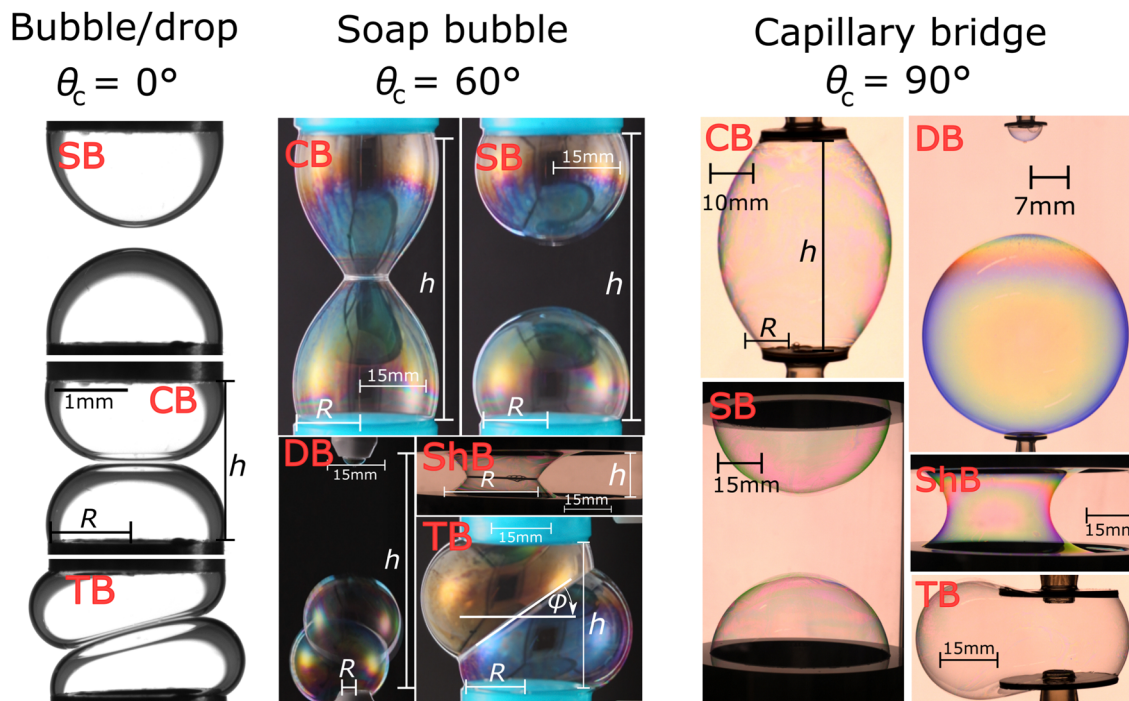 Bubble/drop
θc = 0°
SB
1mm
CB
h
R
TB
Soap bubble
θc = 60°
CB
h
15mm
R
SB
15mm
h
R
DB
15mm
h
R
ShB
R
h
15mm
TB
15mm
φ
h
R
Capillary bridge
θc = 90°
CB
10mm
h
R
DB
7mm
SB
15mm
ShB
15mm
TB
15mm